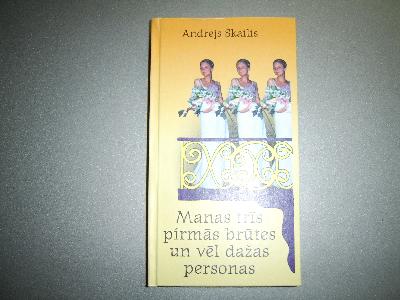 Andrejs Skailis
Manas trīs
pirmās brūtes
un vēl dažas
personas